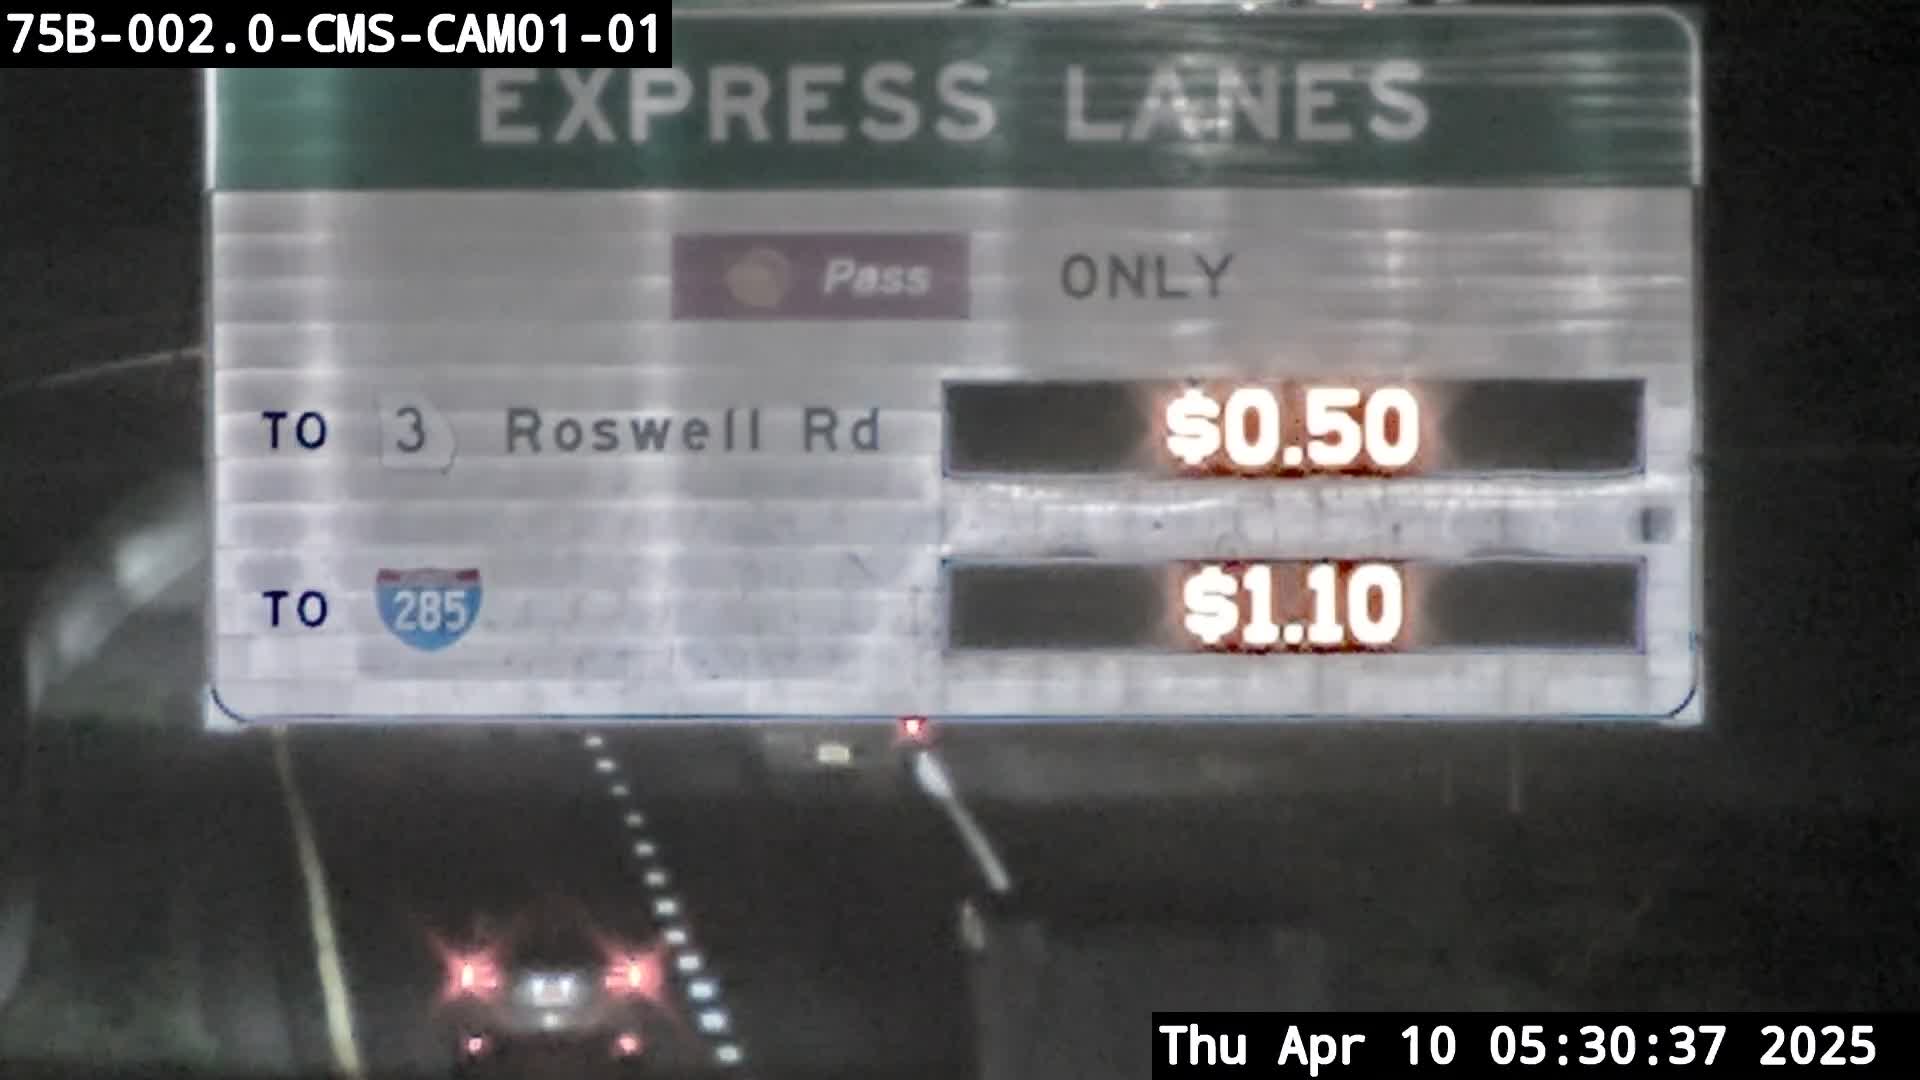 75B-002.0-CMS-CAM01-01
EXPRESS LANES
Pass ONLY
TO 3 Roswell Rd $0.50
TO 285 $1.10
Thu Apr 10 05:30:37 2025